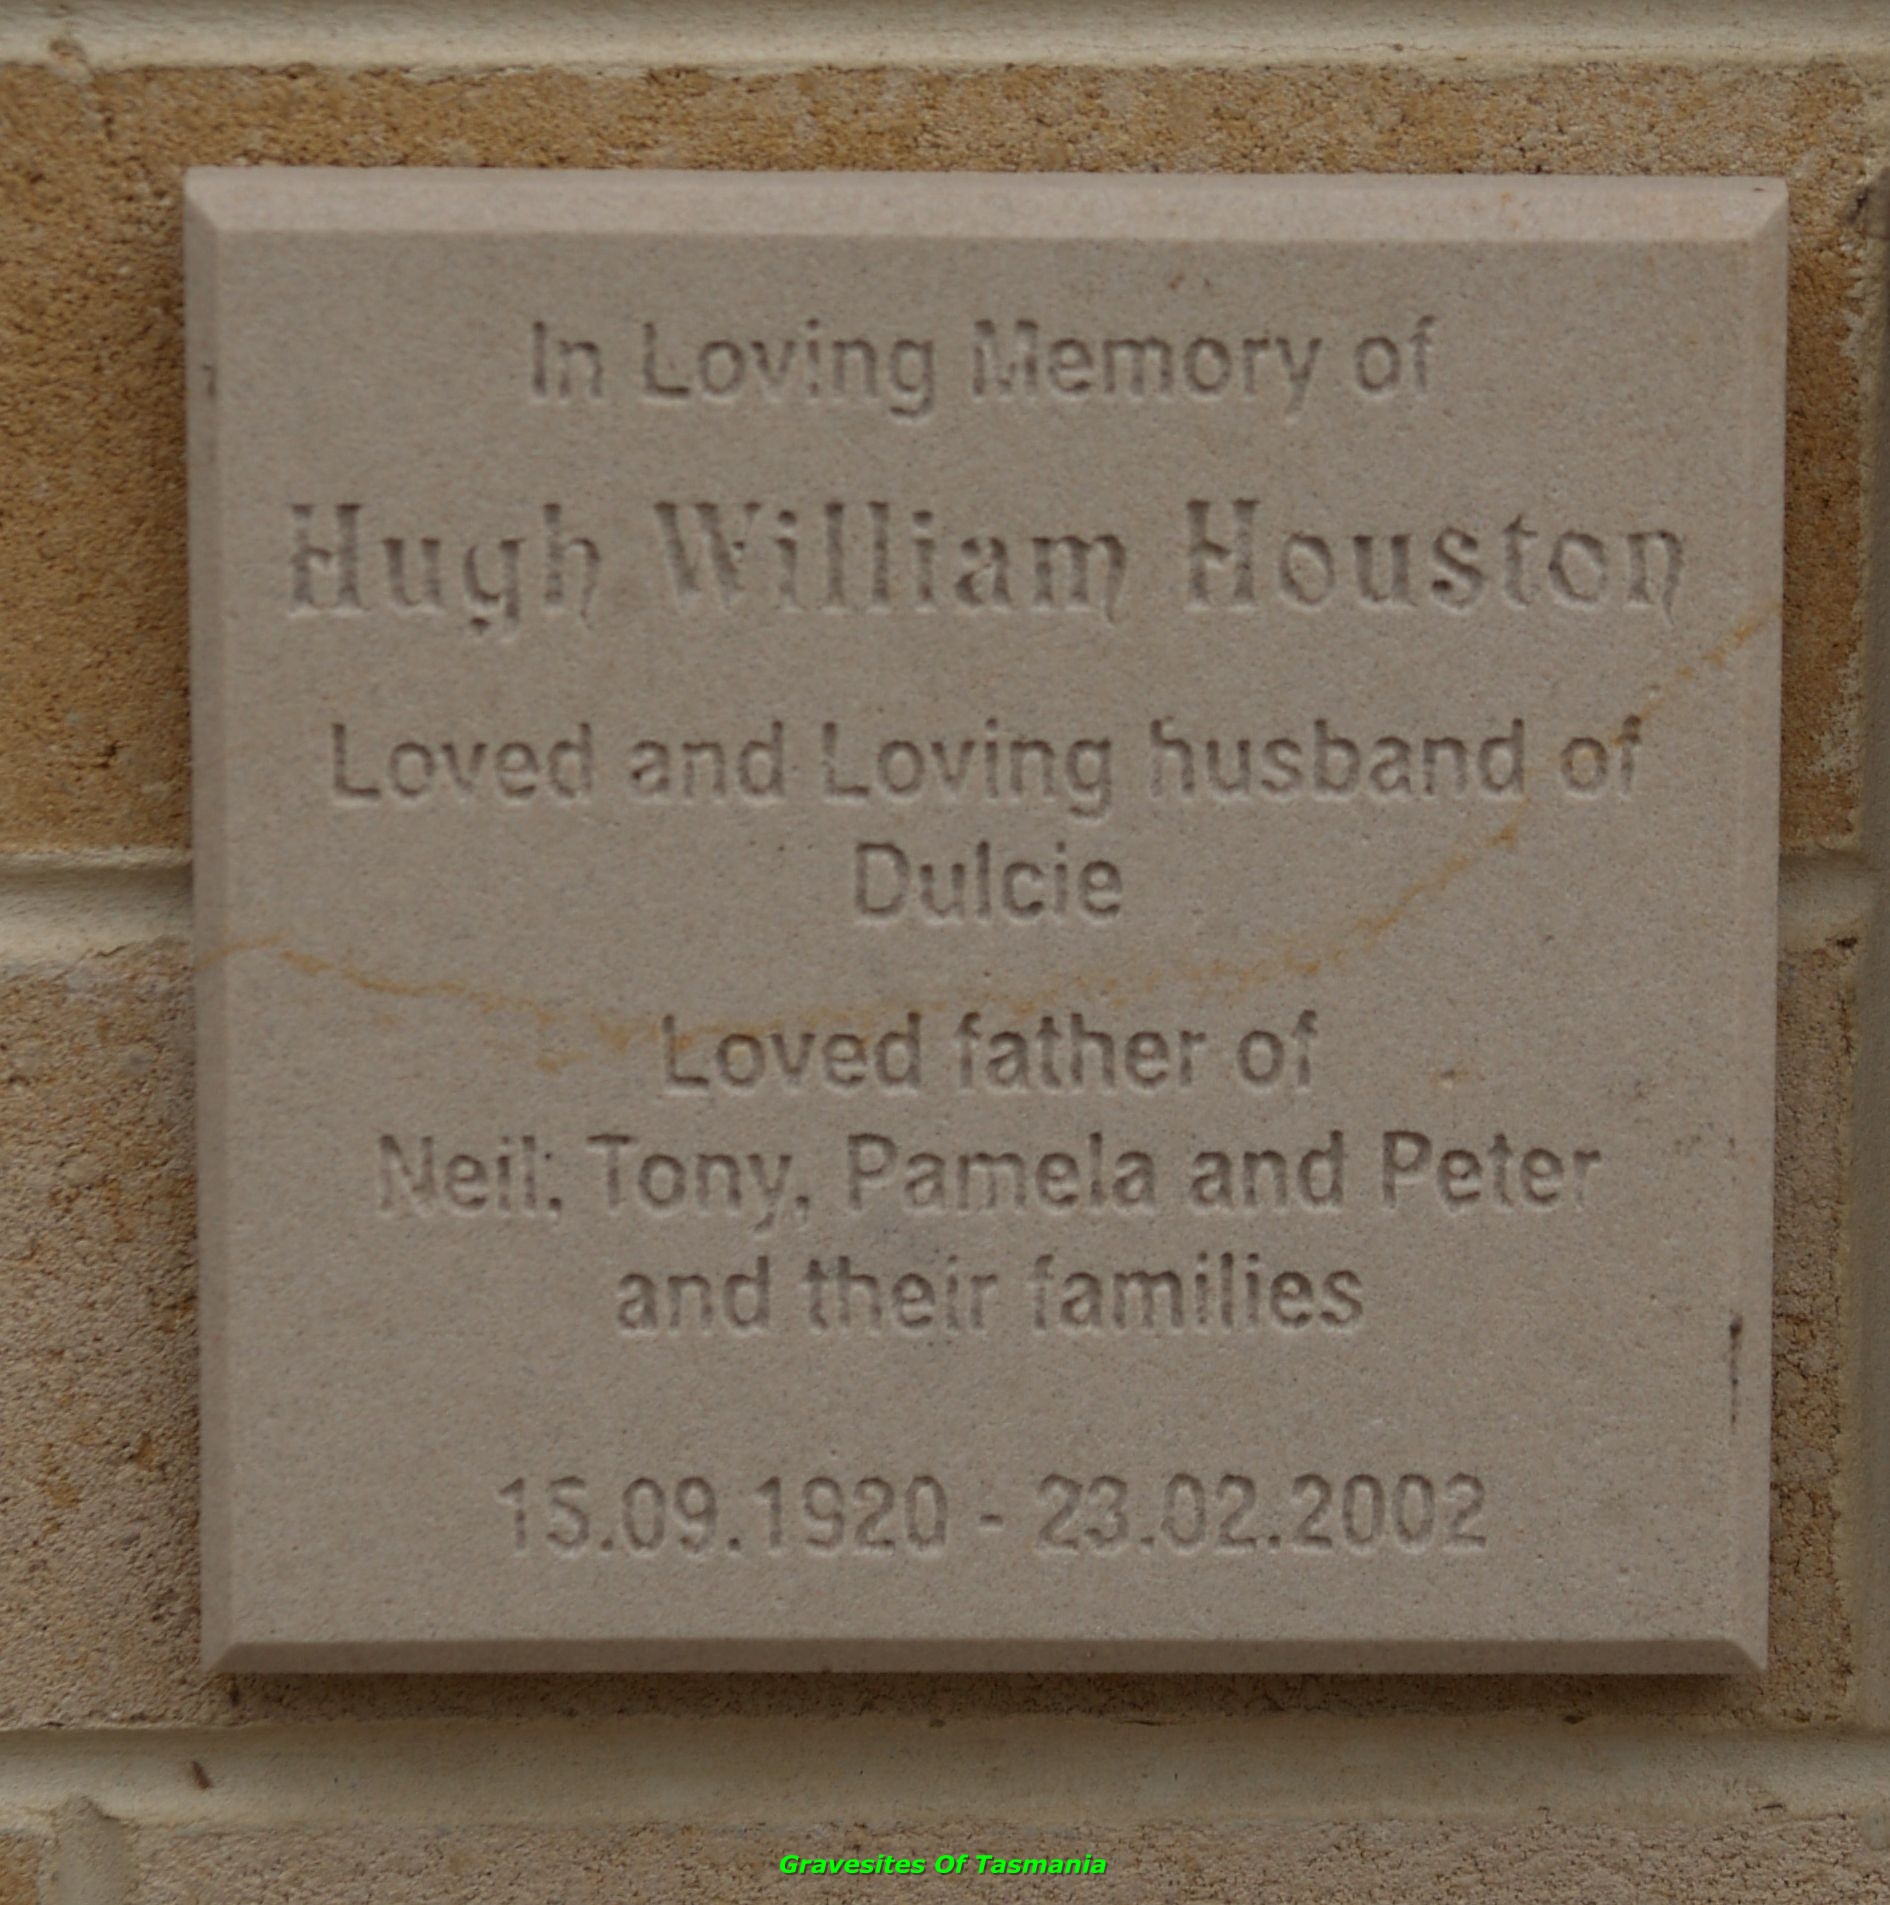 In Loving Memory of
Hugh William Houston
Loved and Loving husband of
Dulcie
Loved father of
Neil, Tony, Pamela and Peter
and their families
15.09.1920 - 23.02.2002
Gravesites Of Tasmania